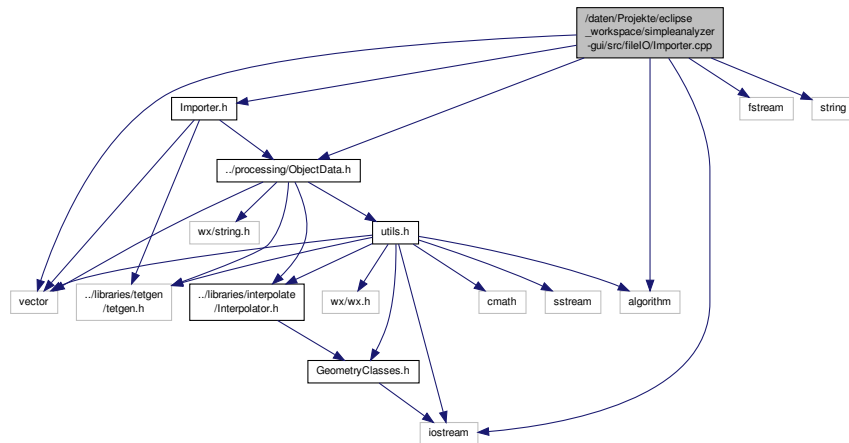 /daten/Projekte/eclipse
_workspace/simpleanalyzer
-gui/src/fileIO/Importer.cpp
Importer.h
fstream
string
../processing/ObjectData.h
wx/string.h
utils.h
vector
../libraries/tetgen
/tetgen.h
../libraries/interpolate
/Interpolator.h
wx/wx.h
cmath
sstream
algorithm
GeometryClasses.h
iostream